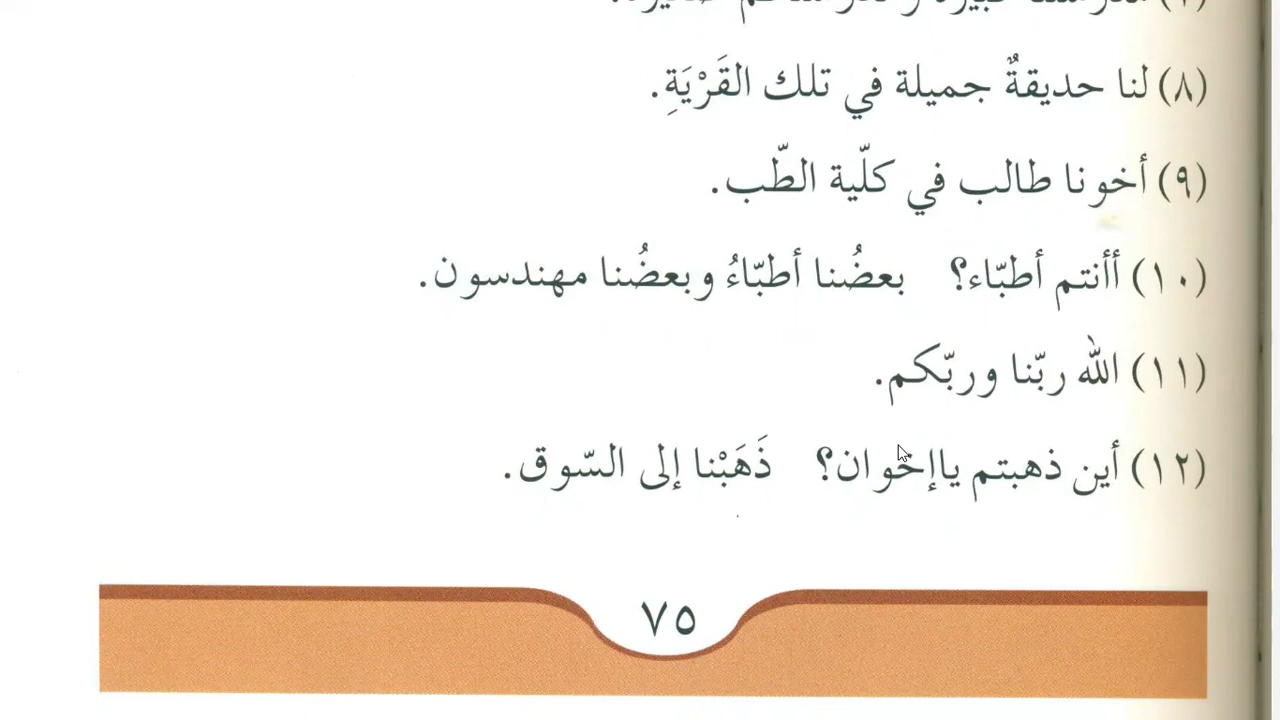 (٨) لنا حديقةٌ جميلة في تلك القَرْيَةِ.
(٩) أخونا طالب في كلّية الطّب.
(١٠) أأنتم أطبّاء؟ بعضُنا أطبّاءُ وبعضُنا مهندسون.
(١١) الله ربّنا وربّكم.
(١٢) أين ذهبتم ياإخوان؟ ذَهَبْنا إلى السّوق.
٧٥